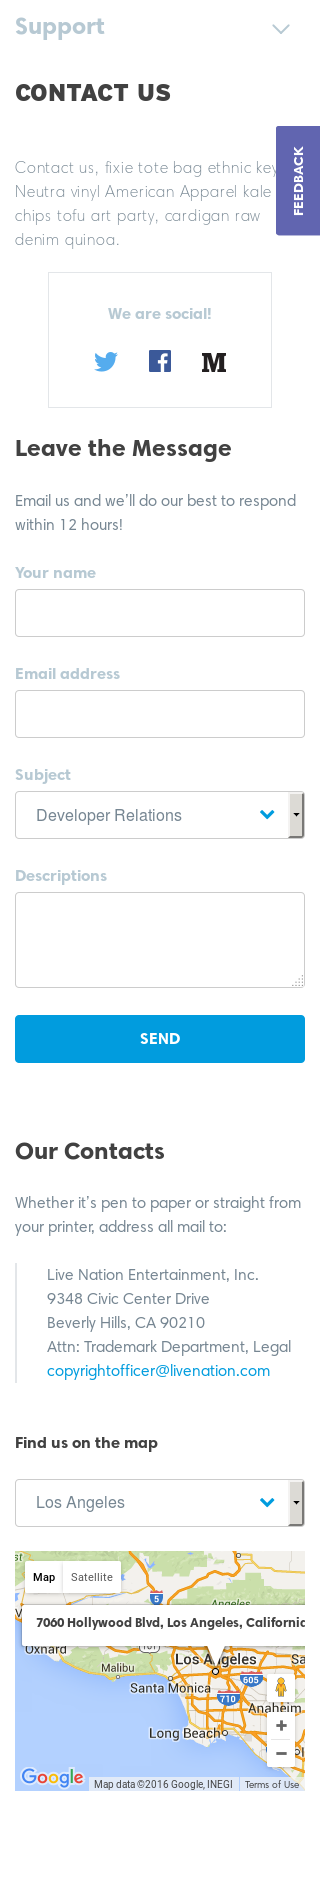 Support
CONTACT US
FEEDBACK
Contact us, fixie tote bag ethnic key
Neutra vinyl American Apparel kale
chips tofu art party, cardigan raw
denim quinoa.
We are social!
M
Leave the Message
Email us and we'll do our best to respond
within 12 hours!
Your name
Email address
Subject
Developer Relations
Descriptions
SEND
Our Contacts
Whether it's pen to paper or straight from
your printer, address all mail to:
Live Nation Entertainment, Inc.
9348 Civic Center Drive
Beverly Hills, CA 90210
Attn: Trademark Department, Legal
copyrightofficer@livenation.com
Find us on the map
Los Angeles
Map Satellite
5
Angeles
7060 Hollywood Blvd, Los Angeles, California
Oxnard
101
Los Angeles
Malibu
605
Santa Monica
710
Anaheim
Long Beach
+
−
Google
Map data ©2016 Google, INEGI Terms of Use